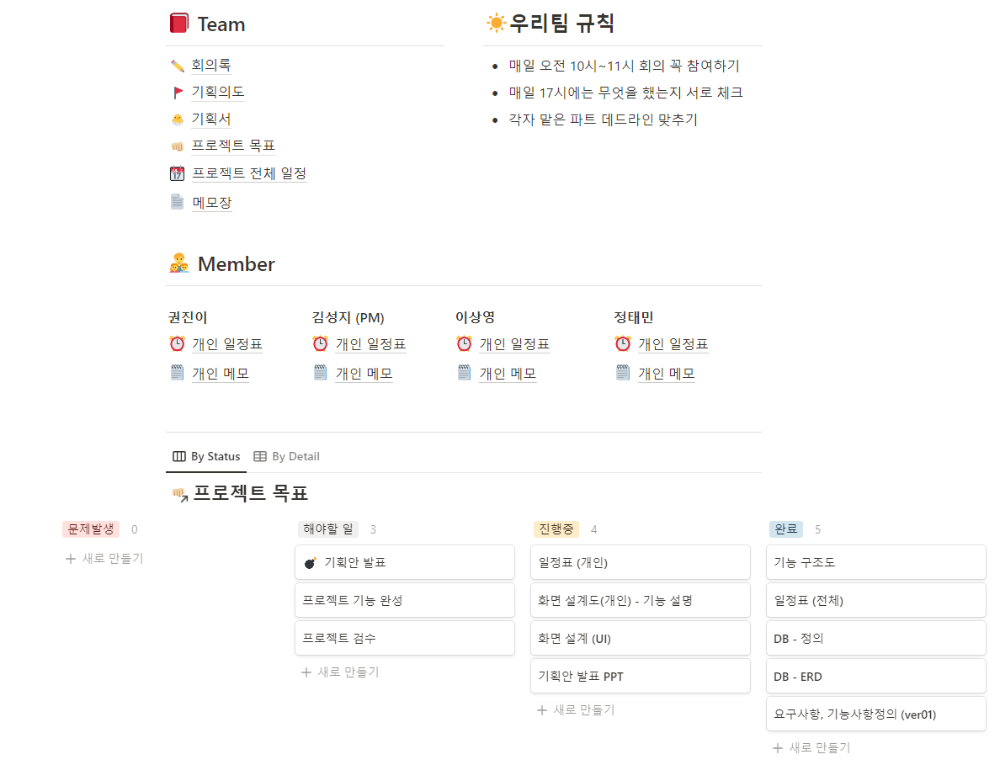 Team
회의록
기획의도
기획서
프로젝트 목표
프로젝트 전체 일정
메모장
우리팀 규칙
매일 오전 10시~11시 회의 꼭 참여하기
매일 17시에는 무엇을 했는지 서로 체크
각자 맡은 파트 데드라인 맞추기
Member
권진이
개인 일정표
개인 메모
김성지 (PM)
개인 일정표
개인 메모
이상영
개인 일정표
개인 메모
정태민
개인 일정표
개인 메모
By Status
By Detail
프로젝트 목표
문제발생 0
새로 만들기
해야할 일 3
기획안 발표
프로젝트 기능 완성
프로젝트 검수
새로 만들기
진행중 4
일정표 (개인)
화면 설계도(개인) - 기능 설명
화면 설계 (UI)
기획안 발표 PPT
새로 만들기
완료 5
기능 구조도
일정표 (전체)
DB - 정의
DB - ERD
요구사항, 기능사항정의 (ver01)
새로 만들기